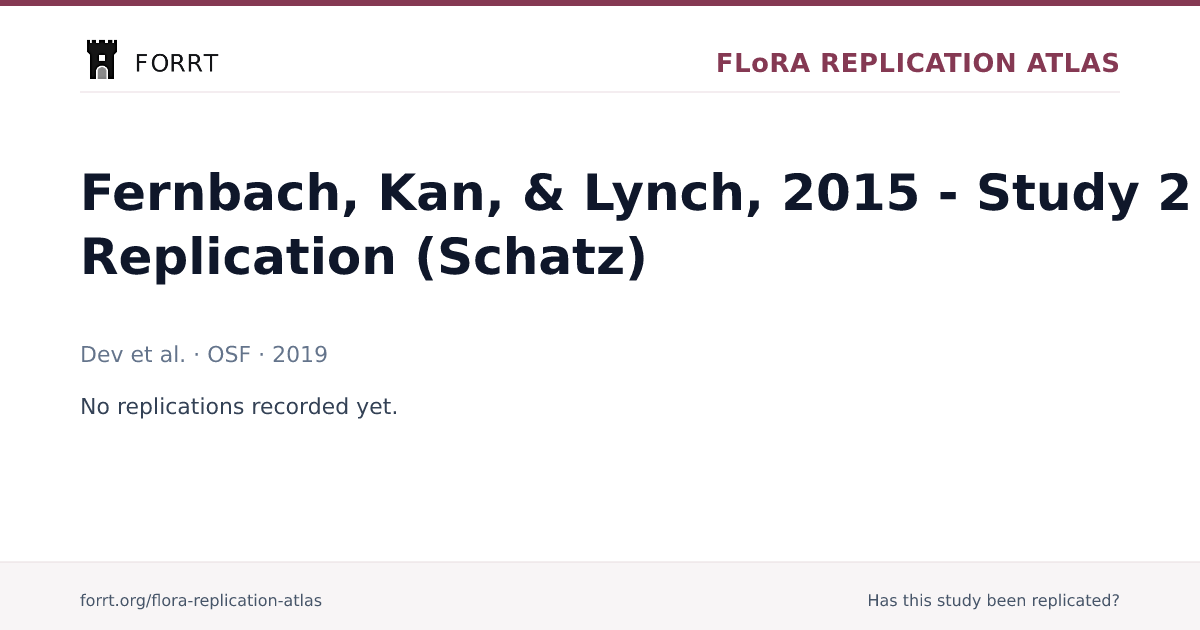 FORRT
FLoRA REPLICATION ATLAS
Fernbach, Kan, & Lynch, 2015 - Study 2
Replication (Schatz)
Dev et al. · OSF · 2019
No replications recorded yet.
forrt.org/flora-replication-atlas
Has this study been replicated?